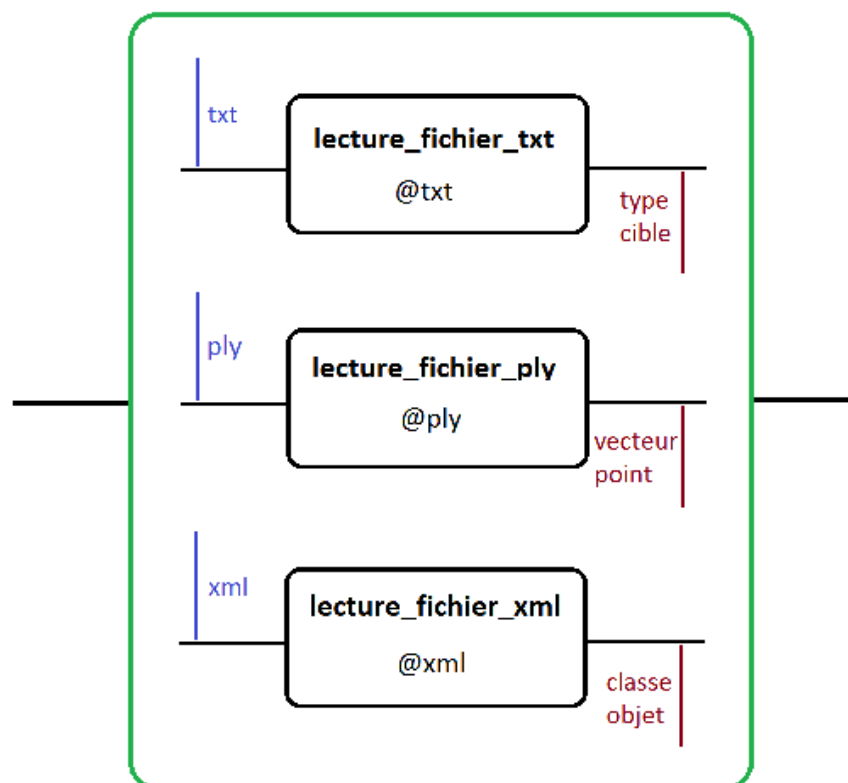 txt
lecture_fichier_txt
@txt
type
cible
ply
lecture_fichier_ply
@ply
vecteur
point
xml
lecture_fichier_xml
@xml
classe
objet